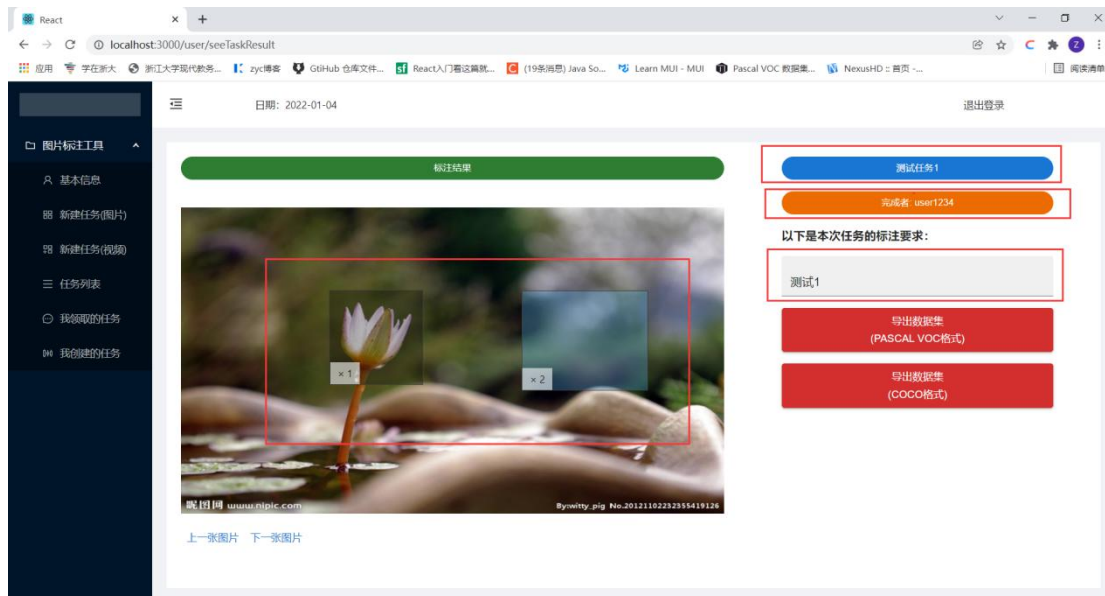 React
localhost:3000/user/seeTaskResult
应用 学在浙大 浙江大学现代教务... zyc博客 GtiHub 仓库文件... React入门看这篇就... (19条消息) Java So... Learn MUI - MUI Pascal VOC 数据集... NexusHD :: 首页 -... 阅读清单
日期: 2022-01-04 退出登录
图片标注工具
基本信息
新建任务(图片)
新建任务(视频)
任务列表
我领取的任务
我创建的任务
标注结果
× 1
× 2
昵图网 www.nipic.com
By:witty_pig No.20121102232355419126
上一张图片 下一张图片
测试任务1
完成者: user1234
以下是本次任务的标注要求:
测试1
导出数据集
(PASCAL VOC格式)
导出数据集
(COCO格式)